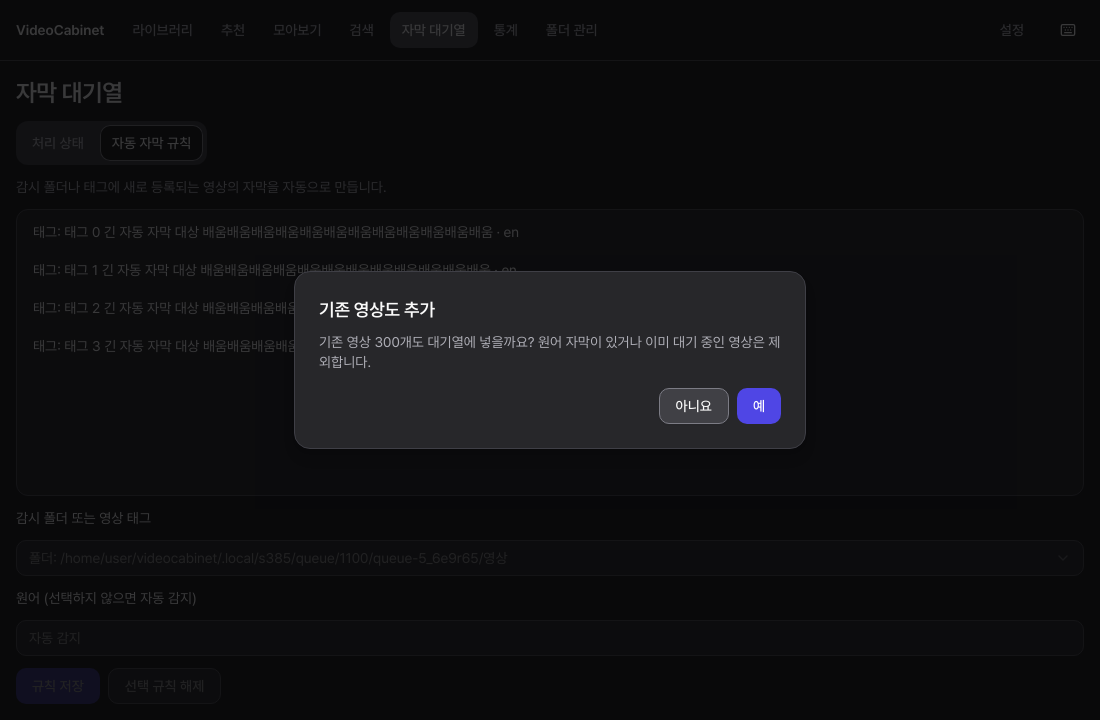 VideoCabinet 라이브러리 추천 모아보기 검색 자막 대기열 통계 폴더 관리 설정
자막 대기열
처리 상태 자동 자막 규칙
감시 폴더나 태그에 새로 등록되는 영상의 자막을 자동으로 만듭니다.
태그: 태그 0 긴 자동 자막 대상 배움배움배움배움배움배움배움배움배움배움배움배움 · en
태그: 태그 1 긴 자동 자막 대상 배움배움배움배움배움배움배움배움배움배움배움배움 · en
태그: 태그 2 긴 자동 자막 대상 배움배움배움배움
태그: 태그 3 긴 자동 자막 대상 배움배움배움배움
기존 영상도 추가
기존 영상 300개도 대기열에 넣을까요? 원어 자막이 있거나 이미 대기 중인 영상은 제
외합니다.
아니요 예
감시 폴더 또는 영상 태그
폴더: /home/user/videocabinet/.local/s385/queue/1100/queue-5_6e9r65/영상
원어 (선택하지 않으면 자동 감지)
자동 감지
규칙 저장 선택 규칙 해제